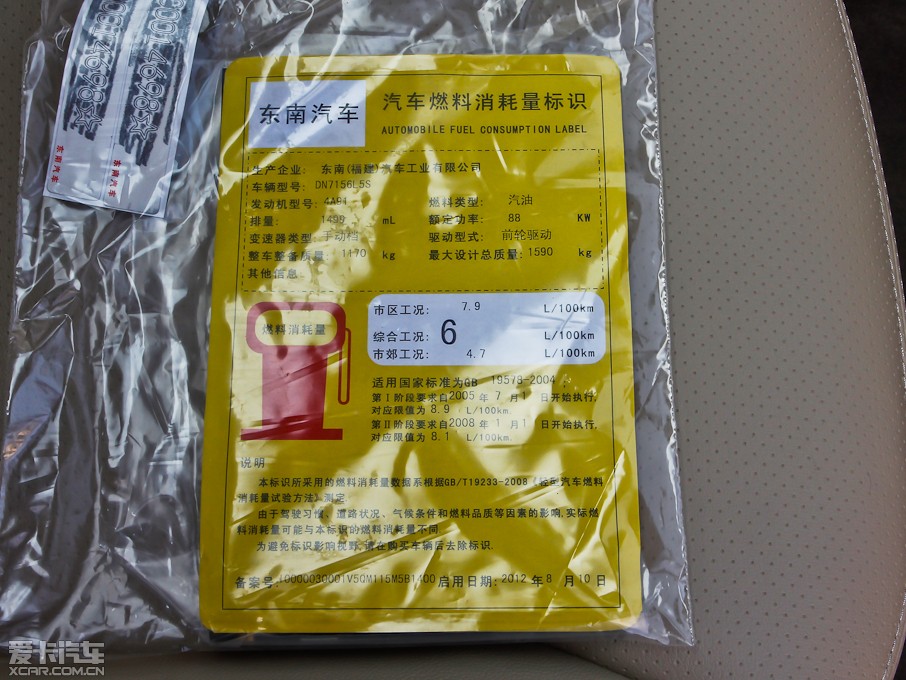 东南汽车
汽车燃料消耗量标识
AUTOMOBILE FUEL CONSUMPTION LABEL
生产企业: 东南(福建)汽车工业有限公司
车辆型号: DN7156L5S
发动机型号: 4A91 燃料类型: 汽油
排量: 1499 mL 额定功率: 88 KW
变速器类型: 手动档 驱动型式: 前轮驱动
整车整备质量: 1170 kg 最大设计总质量: 1590 kg
其他信息:
燃料消耗量
市区工况: 7.9 L/100km
综合工况: 6 L/100km
市郊工况: 4.7 L/100km
适用国家标准为GB 19578-2004
第Ⅰ阶段要求自2005年7月1日开始执行,
对应限值为8.9 L/100km.
第Ⅱ阶段要求自2008年1月1日开始执行,
对应限值为8.1 L/100km.
说明
本标识所采用的燃料消耗量数据系根据GB/T19233-2008《轻型汽车燃料
消耗量试验方法》测定.
由于驾驶习惯、道路状况、气候条件和燃料品质等因素的影响,实际燃
料消耗量可能与本标识的燃料消耗量不同.
为避免标识影响视野,请在购买车辆后去除标识.
备案号: 启用日期: 2012年8月10日
东南汽车
东南汽车
爱卡汽车
XCAR.COM.CN